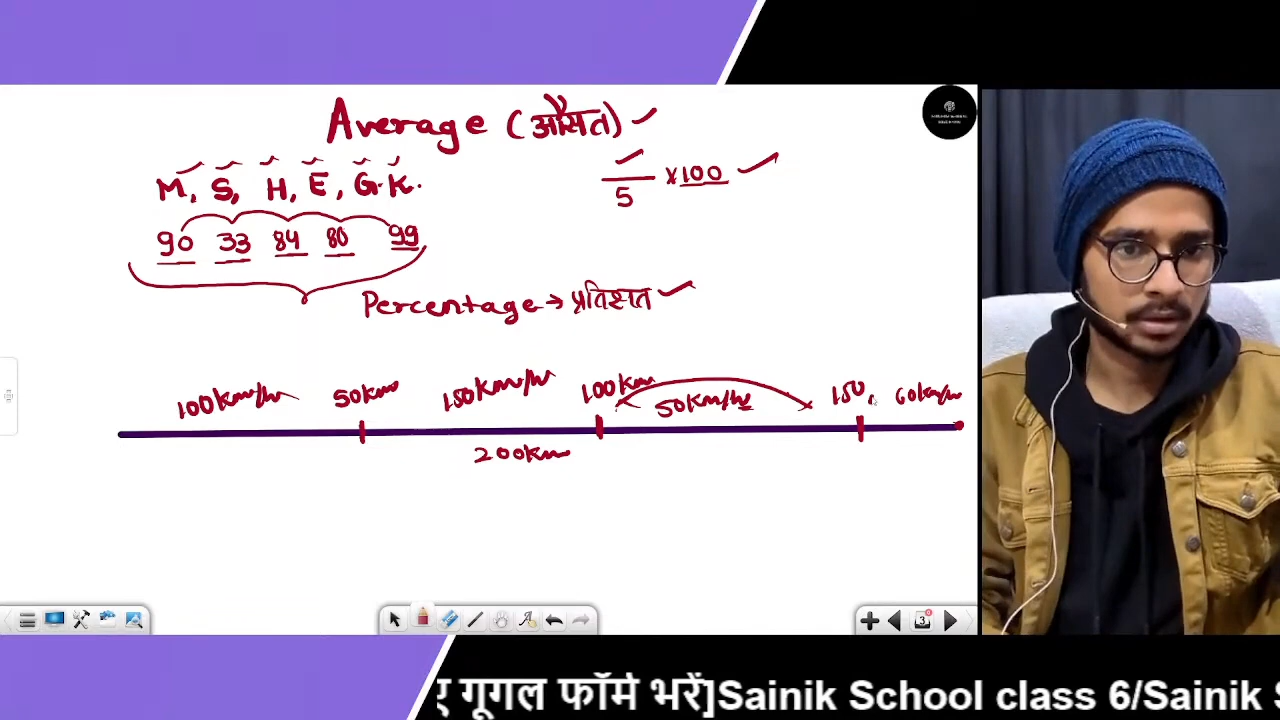 Average (औसत)
M, S, H, E, G.K.
90 33 84 80 99
5 ×100
Percentage → प्रतिशत
100km/hr 50km 150km/hr 100km 50km/hr 150, 60km/hr
200km
3
गूगल फॉर्म भरें]Sainik School class 6/Sainik